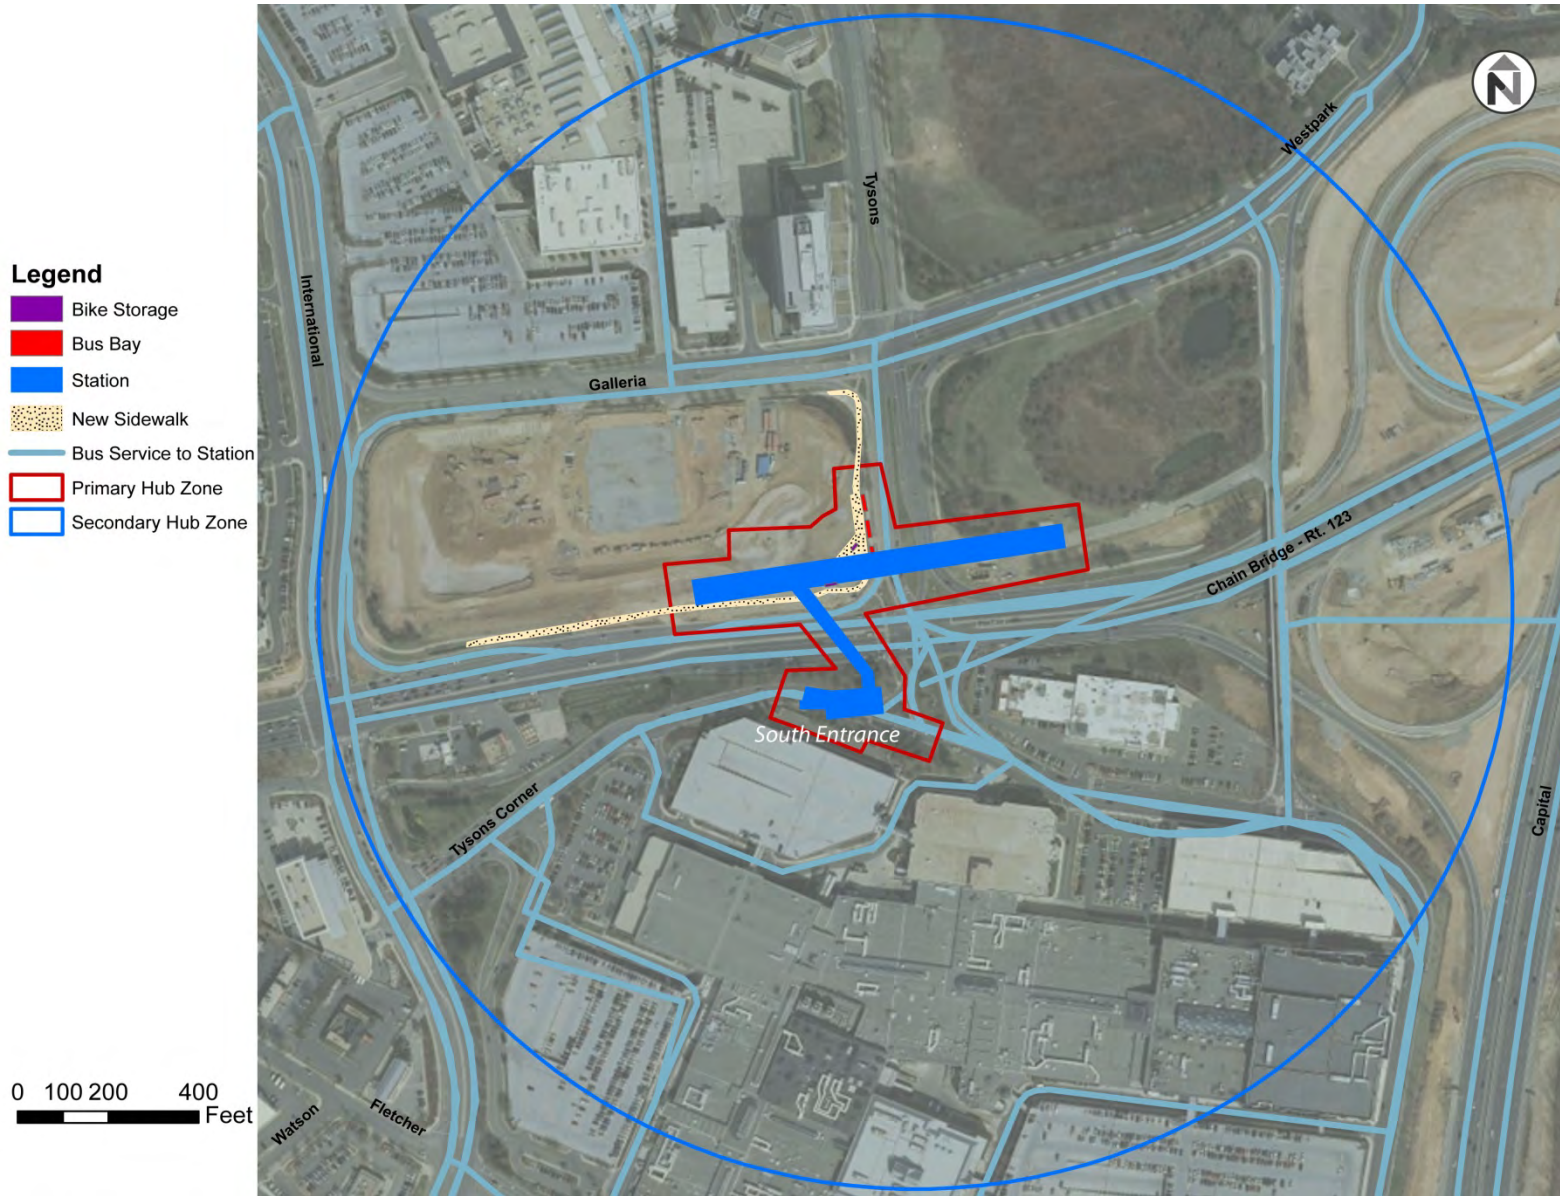 N
Westpark
Tysons
International
Legend
Bike Storage
Bus Bay
Station
New Sidewalk
Bus Service to Station
Primary Hub Zone
Secondary Hub Zone
Galleria
Chain Bridge - Rt. 123
South Entrance
Tysons Corner
Capital
0 100 200 400
Feet
Watson
Fletcher